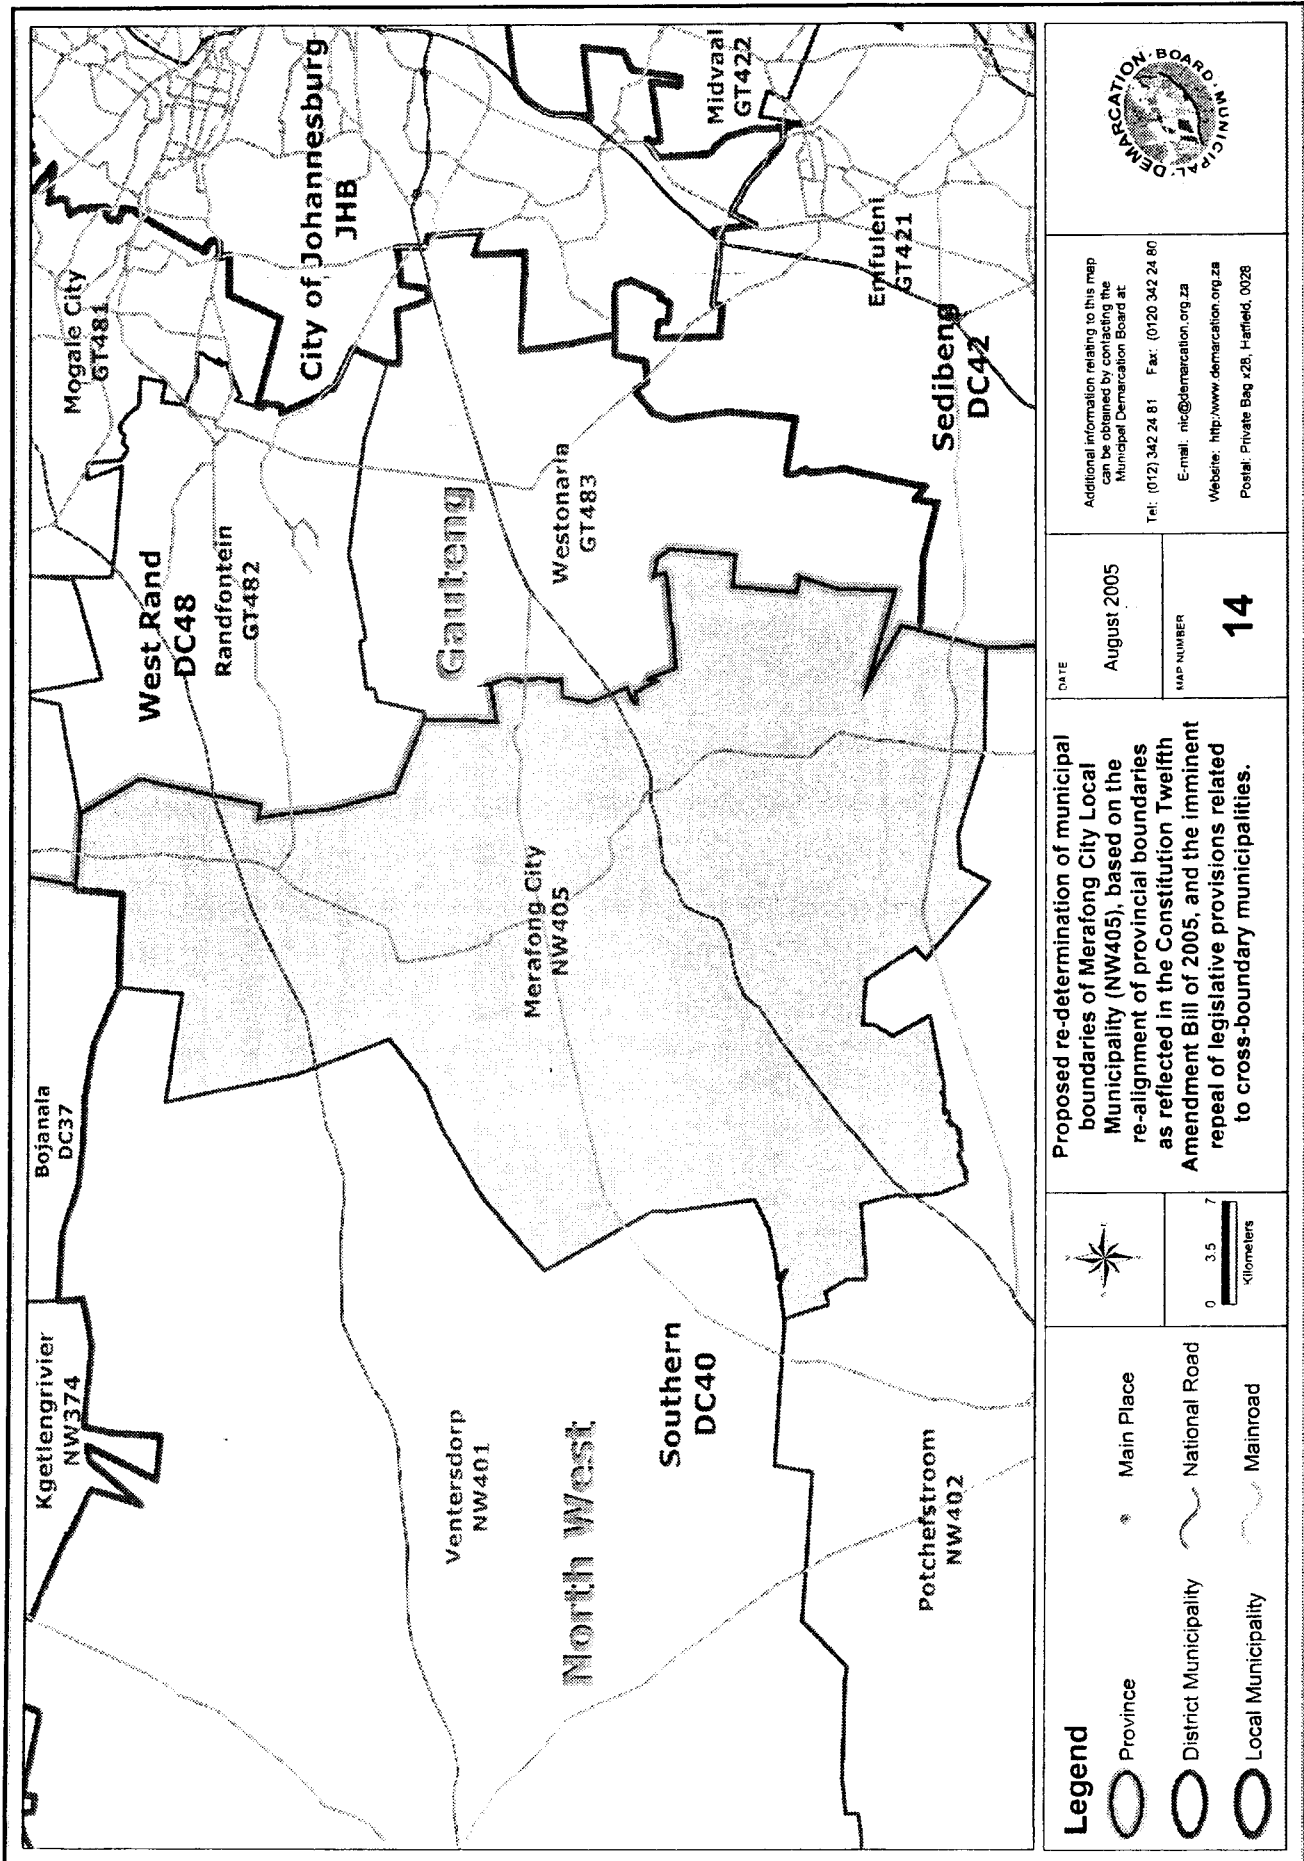 Kgetlengrivier
NW374
Bojanala
DC37
West Rand
DC48
Randfontein
GT482
Mogale City
GT481
City of Johannesburg
JHB
Gauteng
Ventersdorp
NW401
North West
Merafong City
NW405
Westonaria
GT483
Southern
DC40
Midvaal
GT422
Emfuleni
GT421
Potchefstroom
NW402
Sedibeng
DC42
Legend
Province
District Municipality
Local Municipality
Main Place
National Road
Mainroad
0 3.5 7
Kilometers
Proposed re-determination of municipal
boundaries of Merafong City Local
Municipality (NW405), based on the
re-alignment of provincial boundaries
as reflected in the Constitution Twelfth
Amendment Bill of 2005, and the imminent
repeal of legislative provisions related
to cross-boundary municipalities.
DATE
August 2005
MAP NUMBER
14
Additional information relating to this map
can be obtained by contacting the
Municipal Demarcation Board at:
Tel: (012) 342 24 81 Fax: (0120 342 24 80
E-mail: nic@demarcation.org.za
Website: http:/www.demarcation.org.za
Postal: Private Bag x28, Hatfield, 0028
MUNICIPAL DEMARCATION BOARD